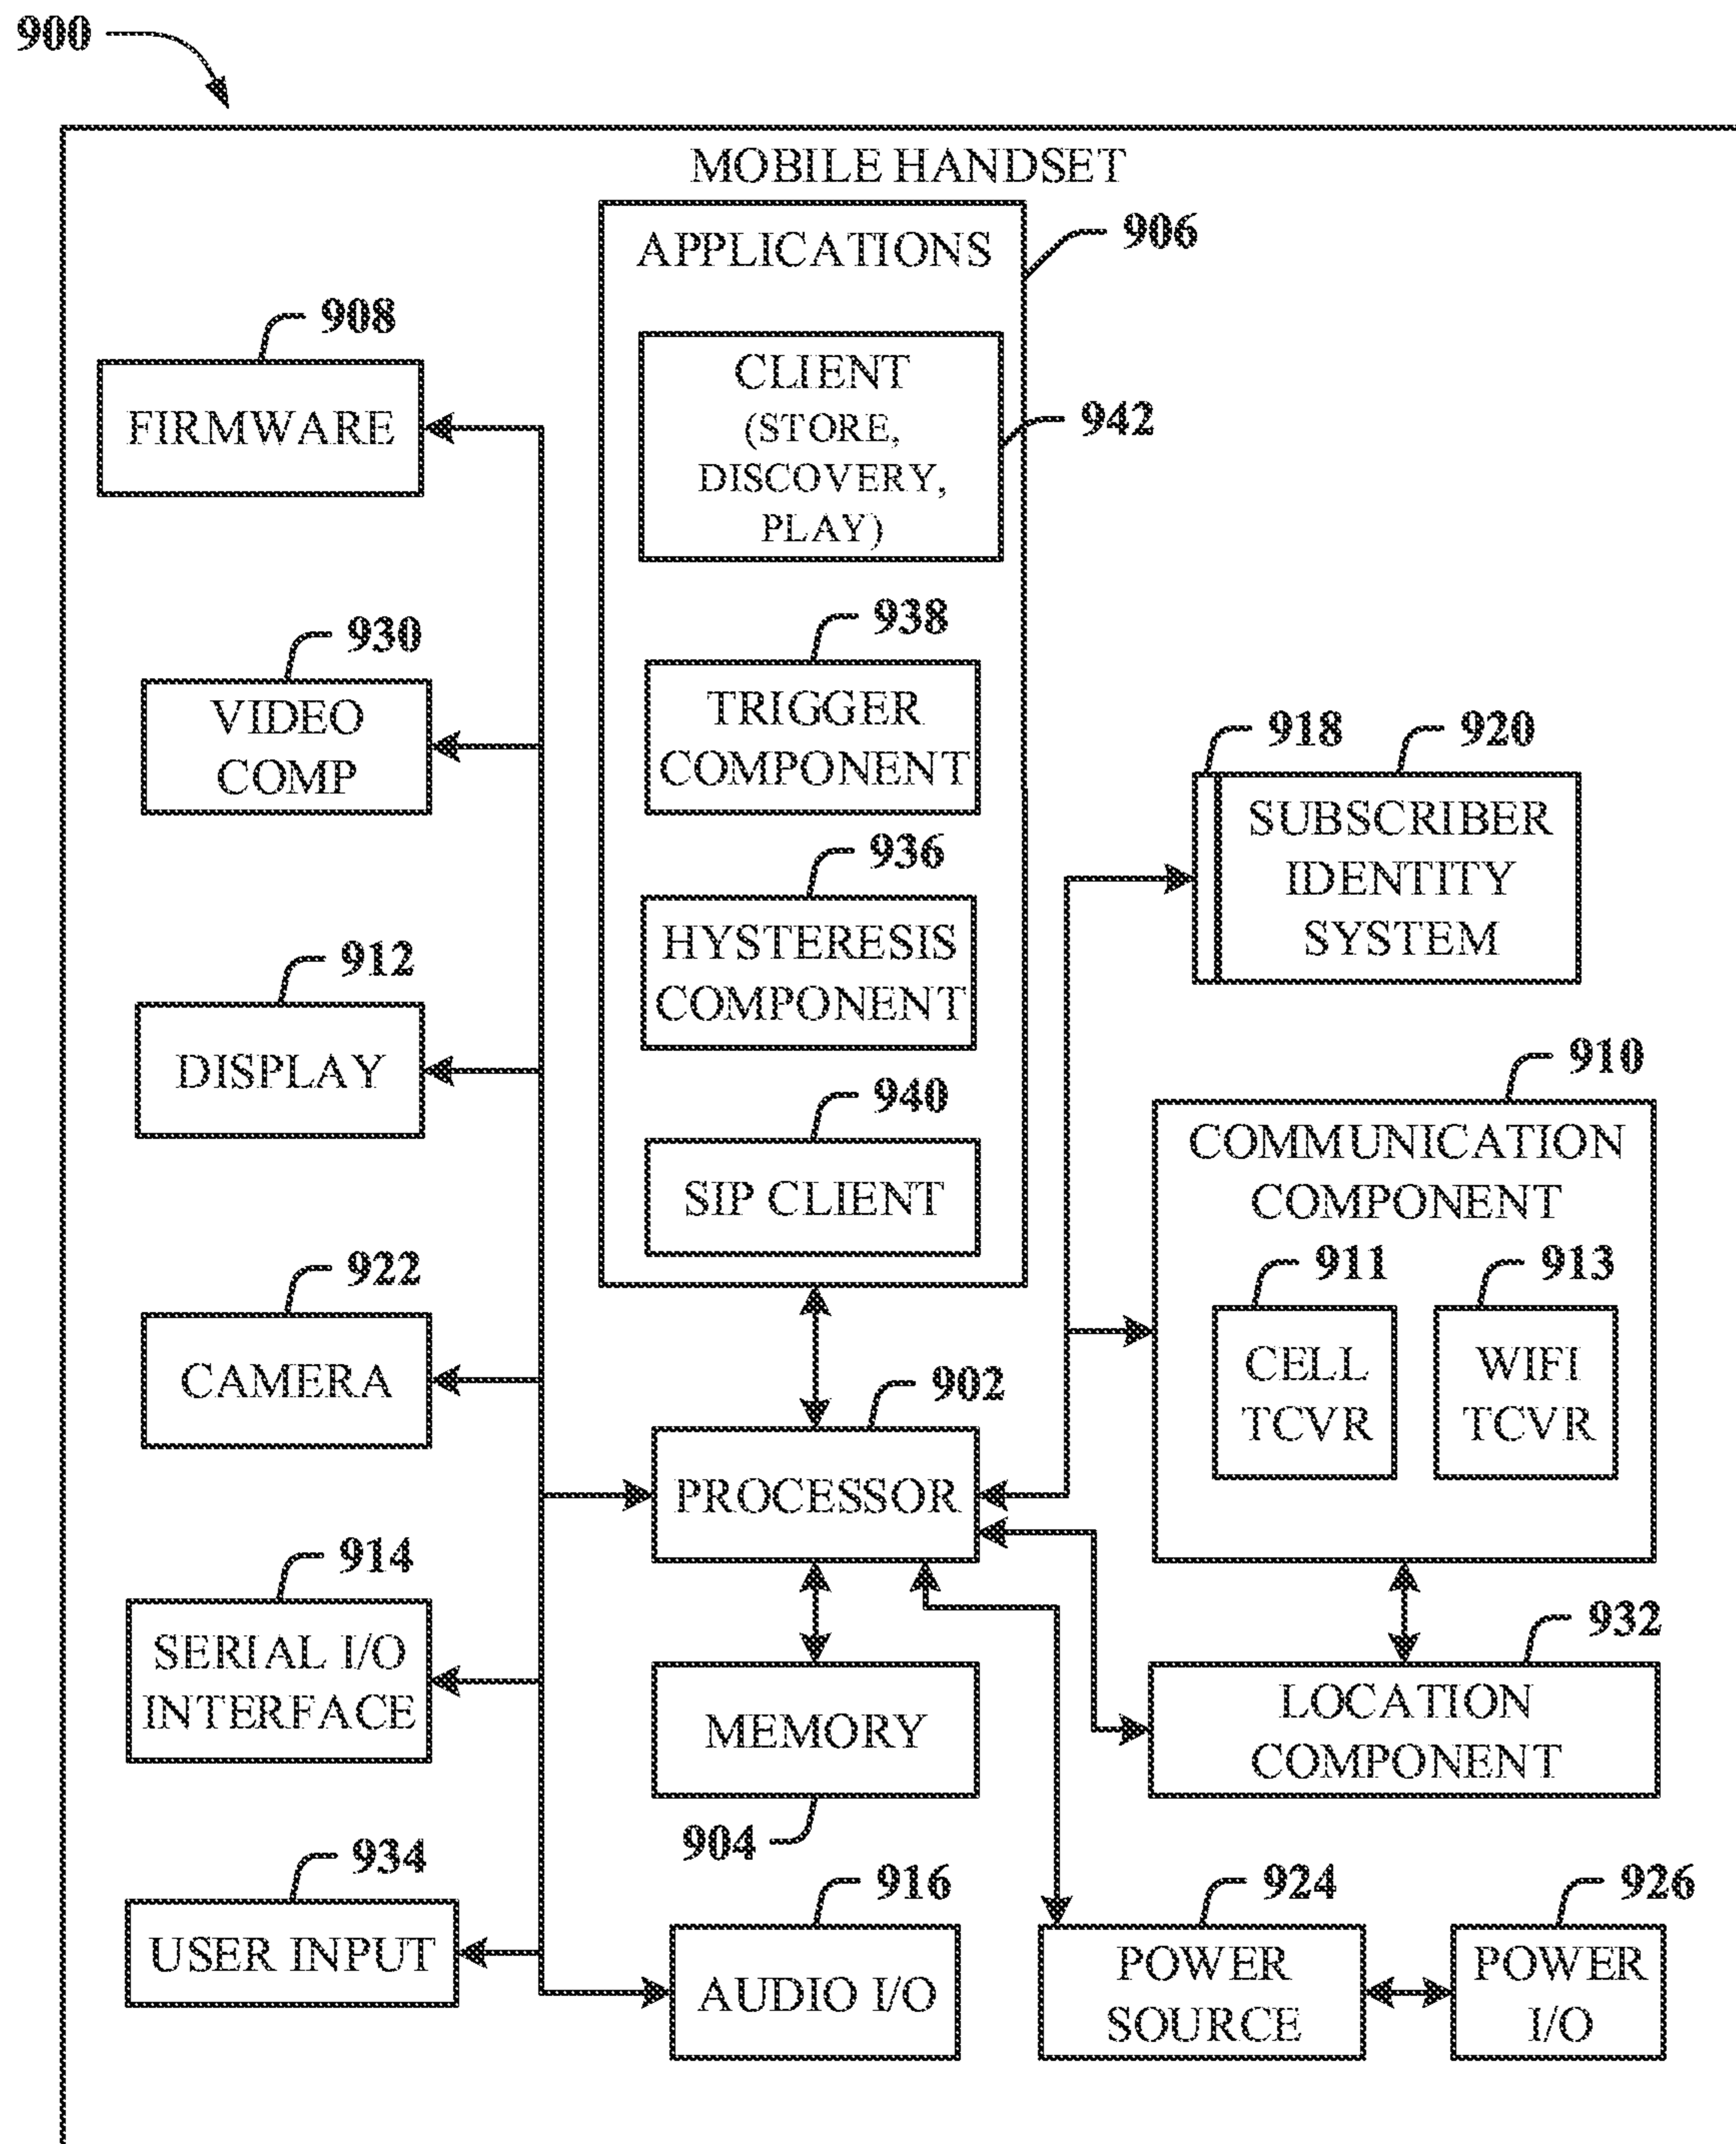 900
MOBILE HANDSET
APPLICATIONS
906
CLIENT
(STORE,
DISCOVERY,
PLAY)
942
908
FIRMWARE
938
TRIGGER
COMPONENT
930
VIDEO
COMP
936
HYSTERESIS
COMPONENT
918
920
SUBSCRIBER
IDENTITY
SYSTEM
912
DISPLAY
940
SIP CLIENT
910
COMMUNICATION
COMPONENT
911
CELL
TCVR
913
WIFI
TCVR
922
CAMERA
902
PROCESSOR
914
SERIAL I/O
INTERFACE
MEMORY
904
932
LOCATION
COMPONENT
934
USER INPUT
916
AUDIO I/O
924
POWER
SOURCE
926
POWER
I/O